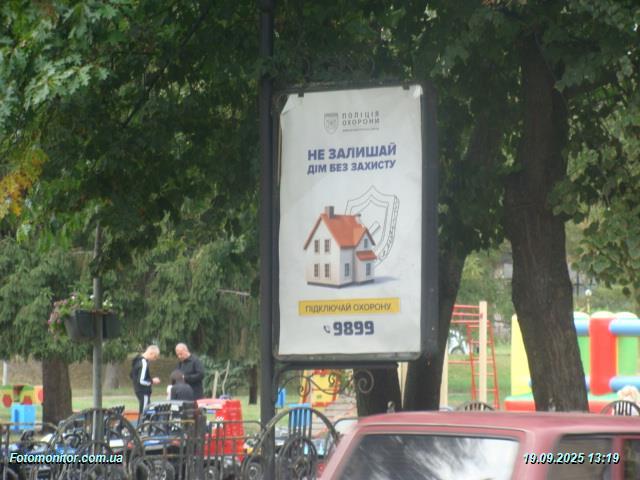 ПОЛІЦІЯ
ОХОРОНИ
НЕ ЗАЛИШАЙ
ДІМ БЕЗ ЗАХИСТУ
ПІДКЛЮЧАЙ ОХОРОНУ
9899
Fotomonitor.com.ua
19.09.2025 13:19